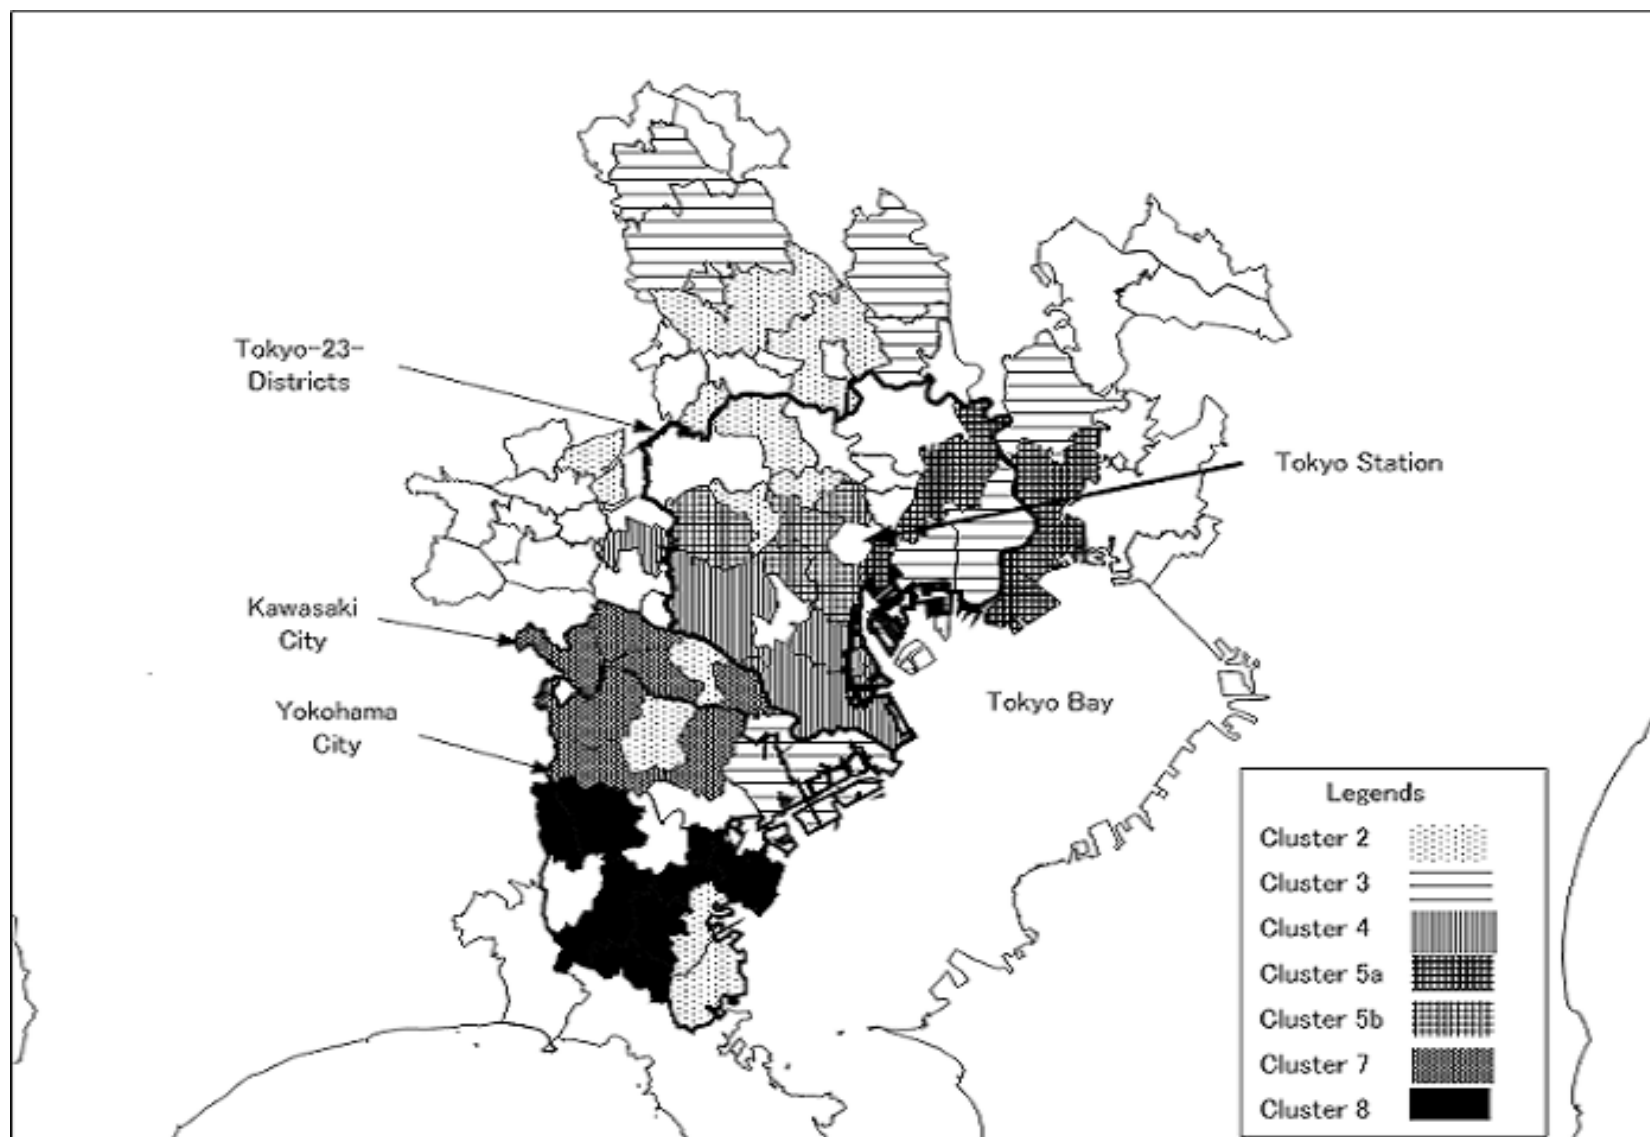 Tokyo-23-
Districts
Tokyo Station
Kawasaki
City
Yokohama
City
Tokyo Bay
Legends
Cluster 2
Cluster 3
Cluster 4
Cluster 5a
Cluster 5b
Cluster 7
Cluster 8